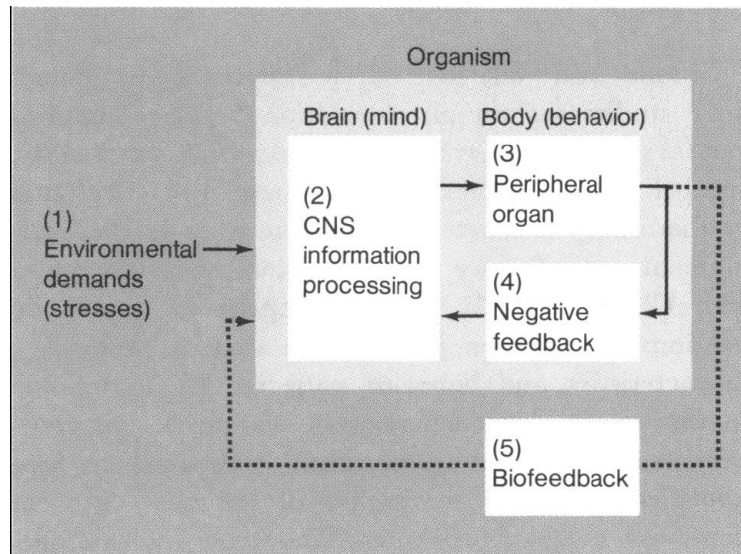 Organism
Brain (mind)
Body (behavior)
(1)
Environmental
demands
(stresses)
(2)
CNS
information
processing
(3)
Peripheral
organ
(4)
Negative
feedback
(5)
Biofeedback